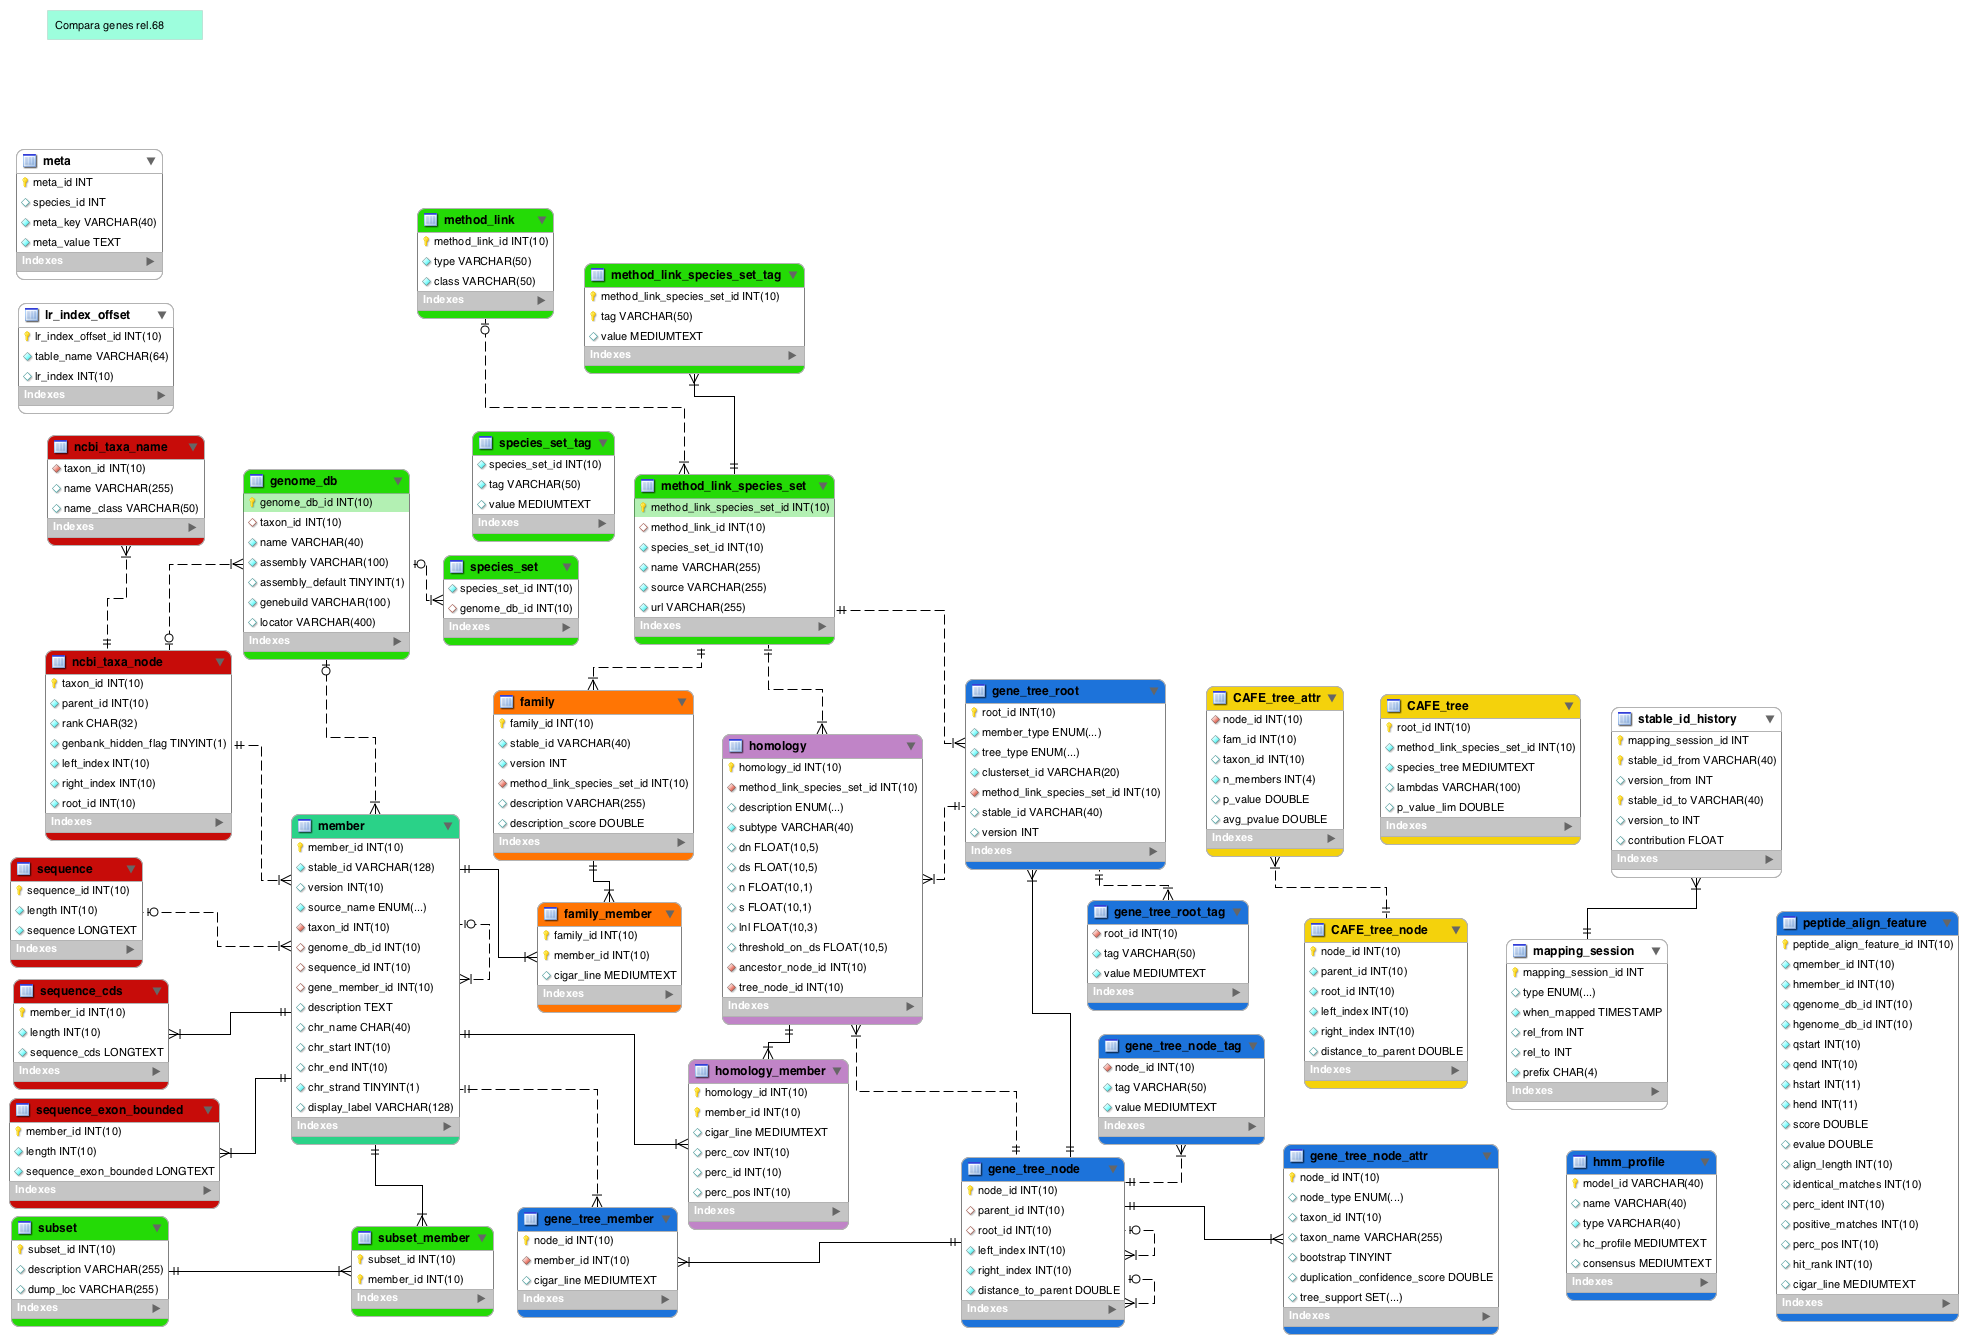 Compara genes rel.68
meta
meta_id INT
species_id INT
meta_key VARCHAR(40)
meta_value TEXT
Indexes
lr_index_offset
lr_index_offset_id INT(10)
table_name VARCHAR(64)
lr_index INT(10)
Indexes
method_link
method_link_id INT(10)
type VARCHAR(50)
class VARCHAR(50)
Indexes
method_link_species_set_tag
method_link_species_set_id INT(10)
tag VARCHAR(50)
value MEDIUMTEXT
Indexes
ncbi_taxa_name
taxon_id INT(10)
name VARCHAR(255)
name_class VARCHAR(50)
Indexes
genome_db
genome_db_id INT(10)
taxon_id INT(10)
name VARCHAR(40)
assembly VARCHAR(100)
assembly_default TINYINT(1)
genebuild VARCHAR(100)
locator VARCHAR(400)
Indexes
species_set_tag
species_set_id INT(10)
tag VARCHAR(50)
value MEDIUMTEXT
Indexes
species_set
species_set_id INT(10)
genome_db_id INT(10)
Indexes
method_link_species_set
method_link_species_set_id INT(10)
method_link_id INT(10)
species_set_id INT(10)
name VARCHAR(255)
source VARCHAR(255)
url VARCHAR(255)
Indexes
ncbi_taxa_node
taxon_id INT(10)
parent_id INT(10)
rank CHAR(32)
genbank_hidden_flag TINYINT(1)
left_index INT(10)
right_index INT(10)
root_id INT(10)
Indexes
family
family_id INT(10)
stable_id VARCHAR(40)
version INT
method_link_species_set_id INT(10)
description VARCHAR(255)
description_score DOUBLE
Indexes
homology
homology_id INT(10)
method_link_species_set_id INT(10)
description ENUM(...)
subtype VARCHAR(40)
dn FLOAT(10,5)
ds FLOAT(10,5)
n FLOAT(10,1)
s FLOAT(10,1)
lnl FLOAT(10,3)
threshold_on_ds FLOAT(10,5)
ancestor_node_id INT(10)
tree_node_id INT(10)
Indexes
gene_tree_root
root_id INT(10)
member_type ENUM(...)
tree_type ENUM(...)
clusterset_id VARCHAR(20)
method_link_species_set_id INT(10)
stable_id VARCHAR(40)
version INT
Indexes
CAFE_tree_attr
node_id INT(10)
fam_id INT(10)
taxon_id INT(10)
n_members INT(4)
p_value DOUBLE
avg_pvalue DOUBLE
Indexes
CAFE_tree
root_id INT(10)
method_link_species_set_id INT(10)
species_tree MEDIUMTEXT
lambdas VARCHAR(100)
p_value_lim DOUBLE
Indexes
stable_id_history
mapping_session_id INT
stable_id_from VARCHAR(40)
version_from INT
stable_id_to VARCHAR(40)
version_to INT
contribution FLOAT
Indexes
member
member_id INT(10)
stable_id VARCHAR(128)
version INT(10)
source_name ENUM(...)
taxon_id INT(10)
genome_db_id INT(10)
sequence_id INT(10)
gene_member_id INT(10)
description TEXT
chr_name CHAR(40)
chr_start INT(10)
chr_end INT(10)
chr_strand TINYINT(1)
display_label VARCHAR(128)
Indexes
sequence
sequence_id INT(10)
length INT(10)
sequence LONGTEXT
Indexes
sequence_cds
member_id INT(10)
length INT(10)
sequence_cds LONGTEXT
Indexes
sequence_exon_bounded
member_id INT(10)
length INT(10)
sequence_exon_bounded LONGTEXT
Indexes
subset
subset_id INT(10)
description VARCHAR(255)
dump_loc VARCHAR(255)
Indexes
subset_member
subset_id INT(10)
member_id INT(10)
Indexes
family_member
family_id INT(10)
member_id INT(10)
cigar_line MEDIUMTEXT
Indexes
homology_member
homology_id INT(10)
member_id INT(10)
cigar_line MEDIUMTEXT
perc_cov INT(10)
perc_id INT(10)
perc_pos INT(10)
Indexes
gene_tree_member
node_id INT(10)
member_id INT(10)
cigar_line MEDIUMTEXT
Indexes
gene_tree_root_tag
root_id INT(10)
tag VARCHAR(50)
value MEDIUMTEXT
Indexes
gene_tree_node_tag
node_id INT(10)
tag VARCHAR(50)
value MEDIUMTEXT
Indexes
gene_tree_node
node_id INT(10)
parent_id INT(10)
root_id INT(10)
left_index INT(10)
right_index INT(10)
distance_to_parent DOUBLE
Indexes
gene_tree_node_attr
node_id INT(10)
node_type ENUM(...)
taxon_id INT(10)
taxon_name VARCHAR(255)
bootstrap TINYINT
duplication_confidence_score DOUBLE
tree_support SET(...)
Indexes
CAFE_tree_node
node_id INT(10)
parent_id INT(10)
root_id INT(10)
left_index INT(10)
right_index INT(10)
distance_to_parent DOUBLE
Indexes
mapping_session
mapping_session_id INT
type ENUM(...)
when_mapped TIMESTAMP
rel_from INT
rel_to INT
prefix CHAR(4)
Indexes
hmm_profile
model_id VARCHAR(40)
name VARCHAR(40)
type VARCHAR(40)
hc_profile MEDIUMTEXT
consensus MEDIUMTEXT
Indexes
peptide_align_feature
peptide_align_feature_id INT(10)
qmember_id INT(10)
hmember_id INT(10)
qgenome_db_id INT(10)
hgenome_db_id INT(10)
qstart INT(10)
qend INT(10)
hstart INT(11)
hend INT(11)
score DOUBLE
evalue DOUBLE
align_length INT(10)
identical_matches INT(10)
perc_ident INT(10)
positive_matches INT(10)
perc_pos INT(10)
hit_rank INT(10)
cigar_line MEDIUMTEXT
Indexes